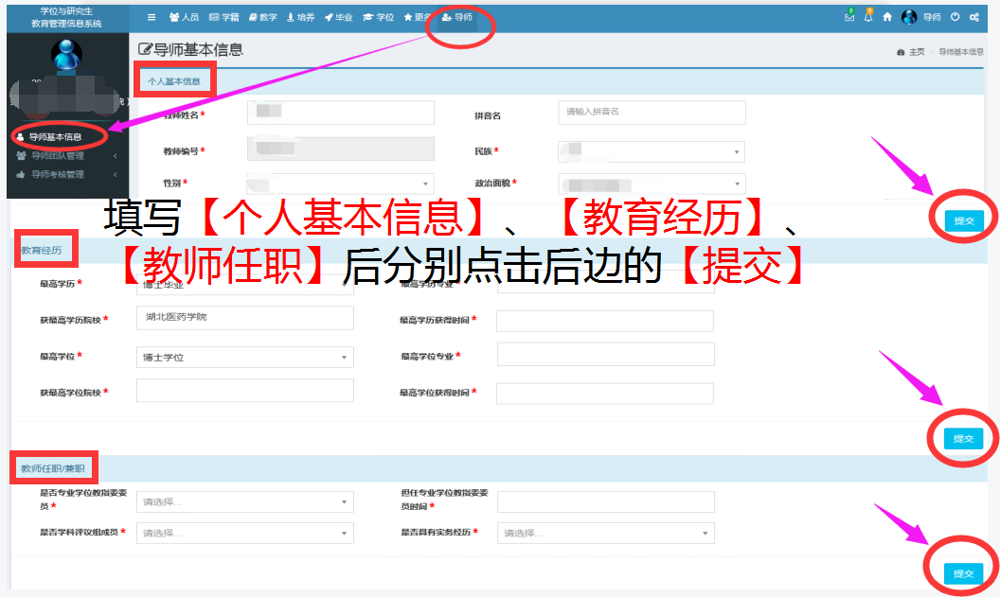 学位与研究生
教育管理信息系统
人员 学籍 教学 培养 毕业 学位 更多 导师
导师
导师基本信息
主页 导师基本信息
院
导师基本信息
导师团队管理
导师考核管理
个人基本信息
教师姓名* 拼音名 请输入拼音名
教师编号* 民族*
性别* 政治面貌*
填写【个人基本信息】、【教育经历】、
【教师任职】后分别点击后边的【提交】
提交
教育经历
最高学历* 博士毕业 最高学历专业*
获最高学历院校* 湖北医药学院 最高学历获得时间*
最高学位* 博士学位 最高学位专业*
获最高学位院校* 最高学位获得时间*
提交
教师任职/兼职
是否专业学位教指委委员* 请选择... 担任专业学位教指委委员时间*
是否学科评议组成员* 请选择... 是否具有实务经历* 请选择...
提交